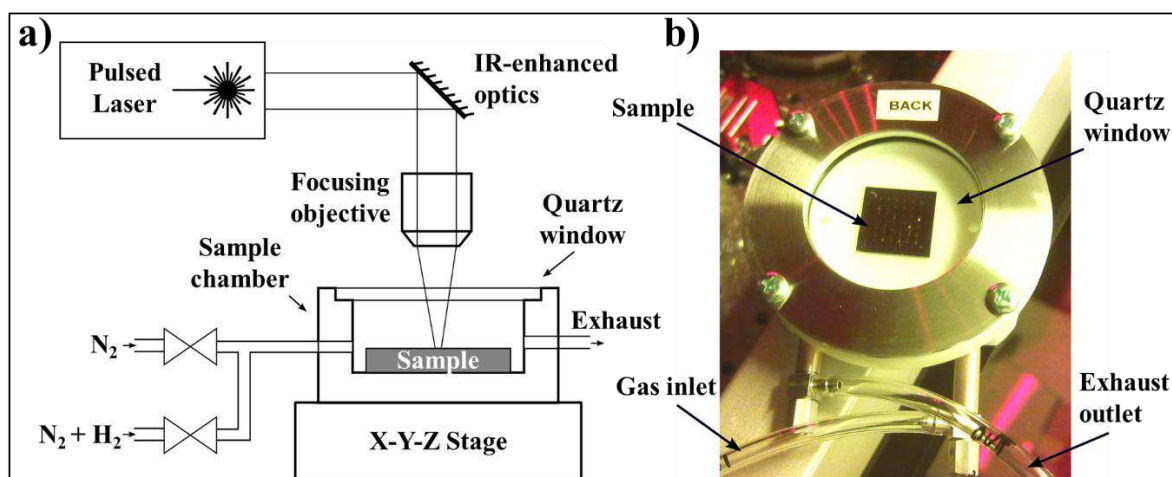 a)
Pulsed
Laser
IR-enhanced
optics
Focusing
objective
Quartz
window
Sample
chamber
Exhaust
N2
Sample
N2 + H2
X-Y-Z Stage
b)
BACK
Sample
Quartz
window
Gas inlet
Exhaust
outlet